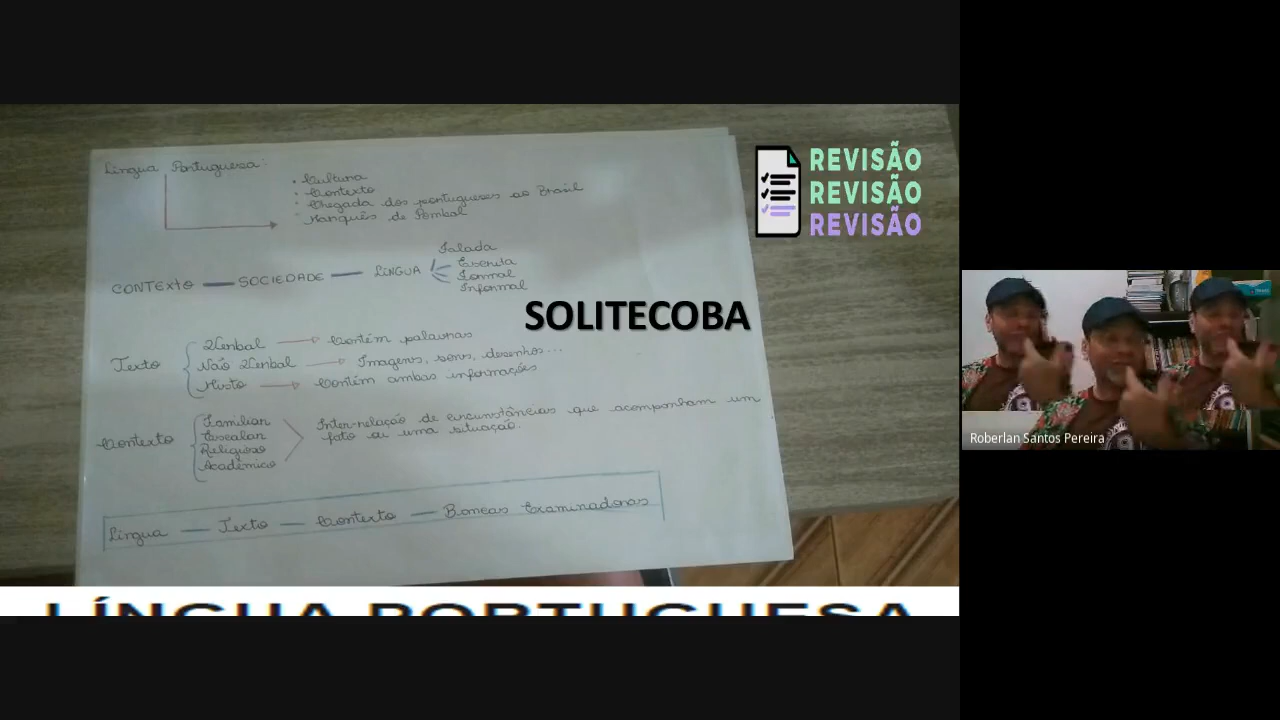 Língua Portuguesa:
• Cultura
• Contexto
• Chegada dos portugueses ao Brasil
• Marquês de Pombal
CONTEXTO — SOCIEDADE — LÍNGUA
Falada
Escrita
Formal
Informal
Texto
Verbal → Contém palavras
Não Verbal → Imagens, sons, desenhos...
Misto → Contém ambas informações
Contexto
Familiar
Escolar
Religioso
Acadêmico
Inter-relação de circunstâncias que acompanham um
fato ou uma situação.
Língua — Texto — Contexto — Bancas Examinadoras
REVISÃO
REVISÃO
REVISÃO
SOLITECOBA
LÍNGUA PORTUGUESA
Roberlan Santos Pereira